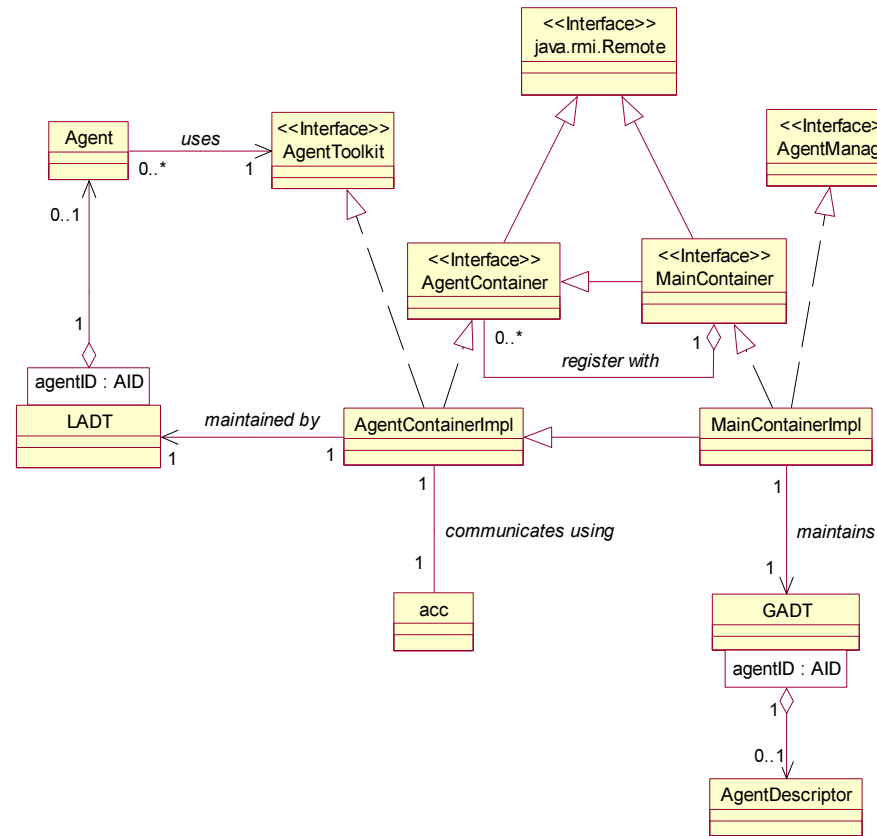 <<Interface>>
java.rmi.Remote
Agent
uses
0..*
1
<<Interface>>
AgentToolkit
<<Interface>
AgentManag
0..1
1
<<Interface>>
AgentContainer
<<Interface>>
MainContainer
0..*
1
register with
agentID : AID
LADT
maintained by
1
1
AgentContainerImpl
MainContainerImpl
1
communicates using
1
acc
1
maintains
1
GADT
agentID : AID
1
0..1
AgentDescriptor